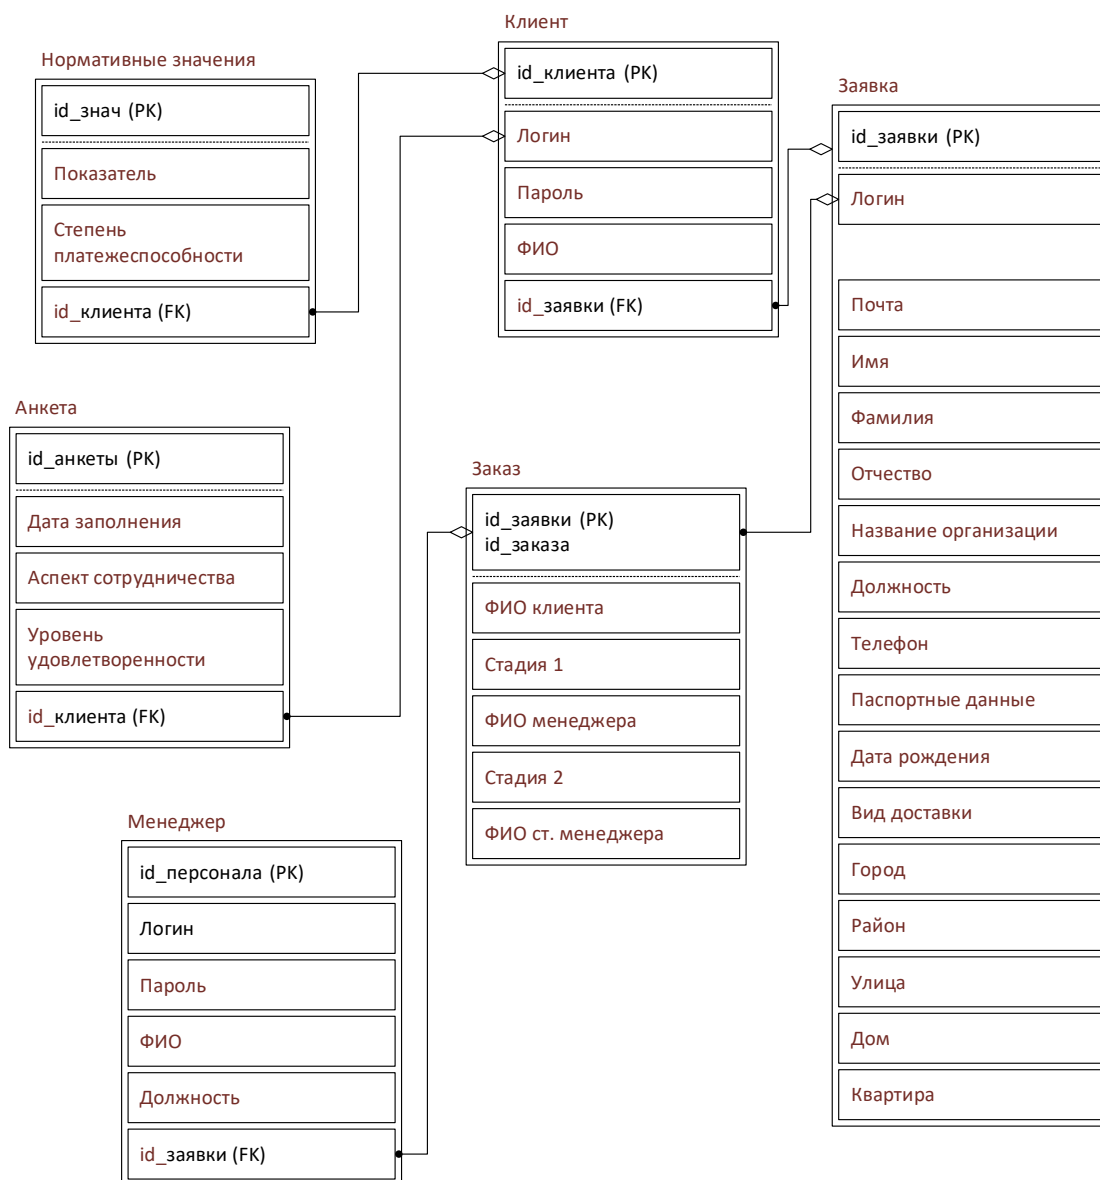 Нормативные значения
id_знач (PK)
Показатель
Степень
платежеспособности
id_клиента (FK)
Клиент
id_клиента (PK)
Логин
Пароль
ФИО
id_заявки (FK)
Заявка
id_заявки (PK)
Логин
Почта
Имя
Фамилия
Отчество
Название организации
Должность
Телефон
Паспортные данные
Дата рождения
Вид доставки
Город
Район
Улица
Дом
Квартира
Анкета
id_анкеты (PK)
Дата заполнения
Аспект сотрудничества
Уровень
удовлетворенности
id_клиента (FK)
Заказ
id_заявки (PK)
id_заказа
ФИО клиента
Стадия 1
ФИО менеджера
Стадия 2
ФИО ст. менеджера
Менеджер
id_персонала (PK)
Логин
Пароль
ФИО
Должность
id_заявки (FK)